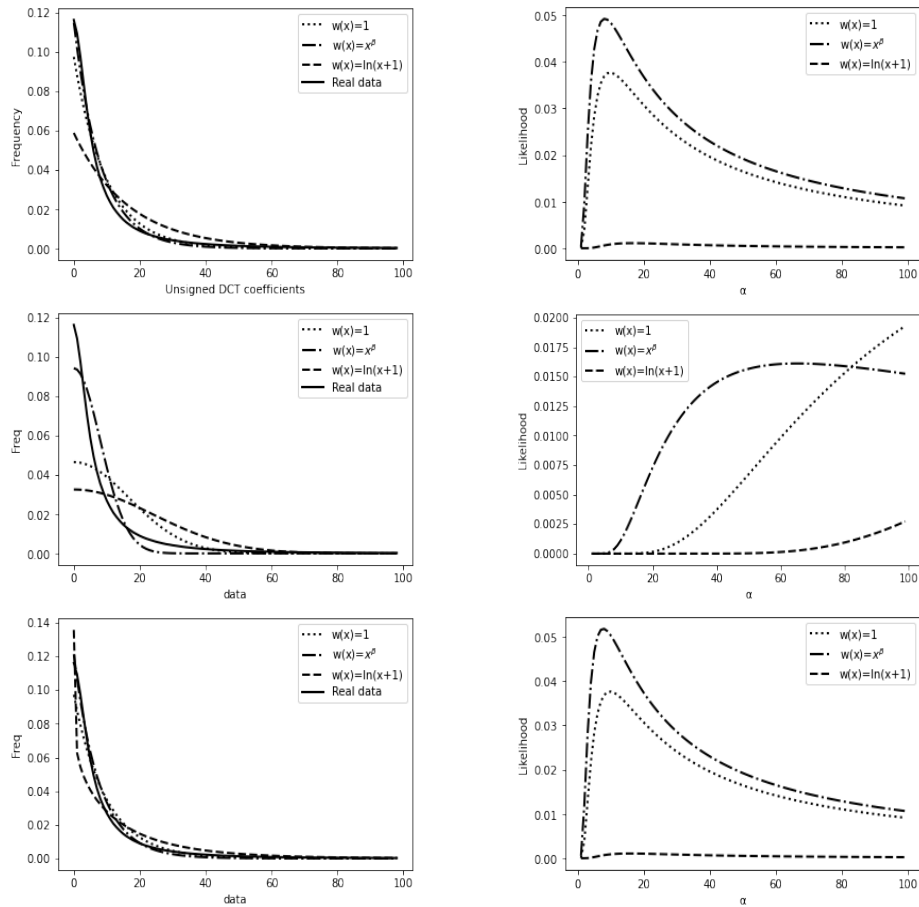 0.12
0.10
0.08
0.06
0.04
0.02
0.00
Frequency
w(x)=1
w(x)=x^β
w(x)=ln(x+1)
Real data
0 20 40 60 80 100
Unsigned DCT coefficients
0.05
0.04
0.03
0.02
0.01
0.00
Likelihood
w(x)=1
w(x)=x^β
w(x)=ln(x+1)
0 20 40 60 80 100
α
0.12
0.10
0.08
0.06
0.04
0.02
0.00
Freq
w(x)=1
w(x)=x^β
w(x)=ln(x+1)
Real data
0 20 40 60 80 100
data
0.0200
0.0175
0.0150
0.0125
0.0100
0.0075
0.0050
0.0025
0.0000
Likelihood
w(x)=1
w(x)=x^β
w(x)=ln(x+1)
0 20 40 60 80 100
α
0.14
0.12
0.10
0.08
0.06
0.04
0.02
0.00
Freq
w(x)=1
w(x)=x^β
w(x)=ln(x+1)
Real data
0 20 40 60 80 100
data
0.05
0.04
0.03
0.02
0.01
0.00
Likelihood
w(x)=1
w(x)=x^β
w(x)=ln(x+1)
0 20 40 60 80 100
α